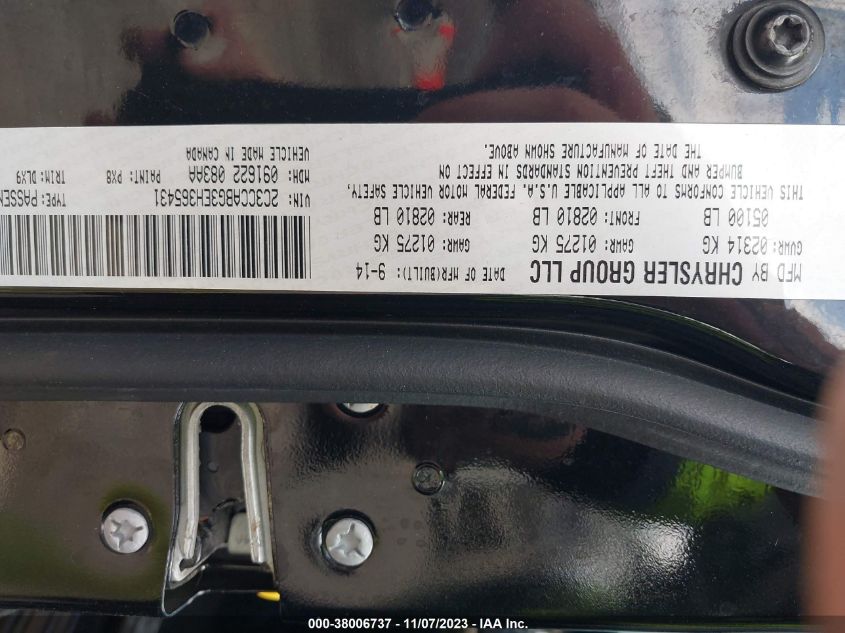 MFD BY CHRYSLER GROUP LLC
DATE OF MFR(BUILT): 9-14
GVWR: 02314 KG GAWR: 01275 KG GAWR: 01275 KG
05100 LB FRONT: 02810 LB REAR: 02810 LB
THIS VEHICLE CONFORMS TO ALL APPLICABLE U.S.A. FEDERAL MOTOR VEHICLE SAFETY,
BUMPER AND THEFT PREVENTION STANDARDS IN EFFECT ON
THE DATE OF MANUFACTURE SHOWN ABOVE.
VIN: 2C3CCABG3EH365431 TYPE: PASSEN
MDH: 091622 083AA PAINT: PX8 TRIM: DLX9
VEHICLE MADE IN CANADA
000-38006737 - 11/07/2023 - IAA Inc.